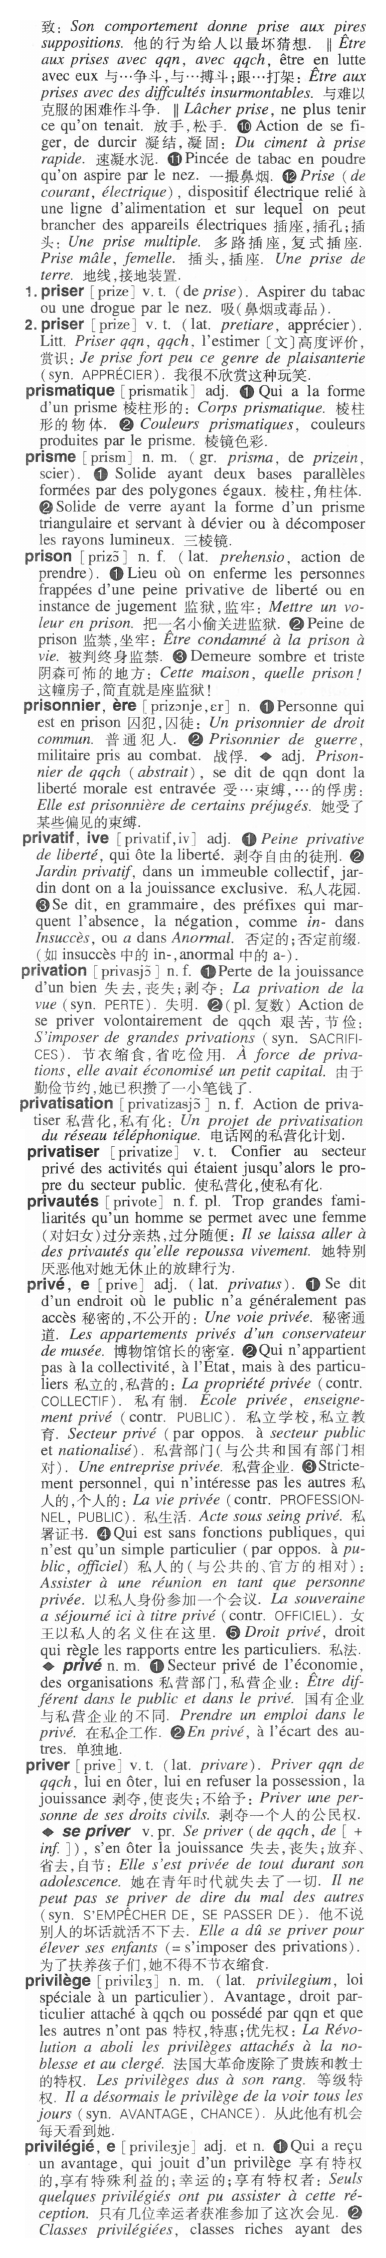 致: Son comportement donne prise aux pires
suppositions. 他的行为给人以最坏猜想. ‖ Être
aux prises avec qqn, avec qqch, être en lutte
avec eux 与…争斗,与…搏斗;跟…打架: Être aux
prises avec des diffcultés insurmontables. 与难以
克服的困难作斗争. ‖ Lâcher prise, ne plus tenir
ce qu'on tenait. 放手,松手. ❿ Action de se fi-
ger, de durcir 凝结,凝固: Du ciment à prise
rapide. 速凝水泥. ⓫ Pincée de tabac en poudre
qu'on aspire par le nez. 一撮鼻烟. ⓬ Prise (de
courant, électrique), dispositif électrique relié à
une ligne d'alimentation et sur lequel on peut
brancher des appareils électriques 插座,插孔;插
头: Une prise multiple. 多路插座,复式插座.
Prise mâle, femelle. 插头,插座. Une prise de
terre. 地线,接地装置.
1. priser [prize] v. t. (de prise). Aspirer du tabac
ou une drogue par le nez. 吸(鼻烟或毒品).
2. priser [prize] v. t. (lat. pretiare, apprécier).
Litt. Priser qqn, qqch, l'estimer [文]高度评价,
赏识: Je prise fort peu ce genre de plaisanterie
(syn. APPRÉCIER). 我很不欣赏这种玩笑.
prismatique [prismatik] adj. ❶ Qui a la forme
d'un prisme 棱柱形的: Corps prismatique. 棱柱
形的物体. ❷ Couleurs prismatiques, couleurs
produites par le prisme. 棱镜色彩.
prisme [prism] n. m. (gr. prisma, de prizein,
scier). ❶ Solide ayant deux bases parallèles
formées par des polygones égaux. 棱柱,角柱体.
❷ Solide de verre ayant la forme d'un prisme
triangulaire et servant à dévier ou à décomposer
les rayons lumineux. 三棱镜.
prison [prizɔ̃] n. f. (lat. prehensio, action de
prendre). ❶ Lieu où on enferme les personnes
frappées d'une peine privative de liberté ou en
instance de jugement 监狱,监牢: Mettre un vo-
leur en prison. 把一名小偷关进监狱. ❷ Peine de
prison 监禁,坐牢: Être condamné à la prison à
vie. 被判终身监禁. ❸ Demeure sombre et triste
阴森可怖的地方: Cette maison, quelle prison!
这幢房子,简直就是座监狱!
prisonnier, ère [prizɔnje,ɛr] n. ❶ Personne qui
est en prison 囚犯,囚徒: Un prisonnier de droit
commun. 普通犯人. ❷ Prisonnier de guerre,
militaire pris au combat. 战俘. ◆ adj. Prison-
nier de qqch (abstrait), se dit de qqn dont la
liberté morale est entravée 受…束缚,…的俘虏:
Elle est prisonnière de certains préjugés. 她受了
某些偏见的束缚.
privatif, ive [privatif,iv] adj. ❶ Peine privative
de liberté, qui ôte la liberté. 剥夺自由的徒刑. ❷
Jardin privatif, dans un immeuble collectif, jar-
din dont on a la jouissance exclusive. 私人花园.
❸ Se dit, en grammaire, des préfixes qui mar-
quent l'absence, la négation, comme in- dans
Insuccès, ou a dans Anormal. 否定的;否定前缀.
(如 insuccès 中的 in-,anormal 中的 a-).
privation [privasjɔ̃] n. f. ❶ Perte de la jouissance
d'un bien 失去,丧失;剥夺: La privation de la
vue (syn. PERTE). 失明. ❷ (pl. 复数) Action de
se priver volontairement de qqch 艰苦,节俭:
S'imposer de grandes privations (syn. SACRIFI-
CES). 节衣缩食,省吃俭用. À force de priva-
tions, elle avait économisé un petit capital. 由于
勤俭节约,她已积攒了一小笔钱了.
privatisation [privatizasjɔ̃] n. f. Action de priva-
tiser 私营化,私有化: Un projet de privatisation
du réseau téléphonique. 电话网的私营化计划.
privatiser [privatize] v. t. Confier au secteur
privé des activités qui étaient jusqu'alors le pro-
pre du secteur public. 使私营化,使私有化.
privautés [privote] n. f. pl. Trop grandes fami-
liarités qu'un homme se permet avec une femme
(对妇女)过分亲热,过分随便: Il se laissa aller à
des privautés qu'elle repoussa vivement. 她特别
厌恶他对她无休止的放肆行为.
privé, e [prive] adj. (lat. privatus). ❶ Se dit
d'un endroit où le public n'a généralement pas
accès 秘密的,不公开的: Une voie privée. 秘密通
道. Les appartements privés d'un conservateur
de musée. 博物馆馆长的密室. ❷ Qui n'appartient
pas à la collectivité, à l'État, mais à des particu-
liers 私立的,私营的: La propriété privée (contr.
COLLECTIF). 私有制. École privée, enseigne-
ment privé (contr. PUBLIC). 私立学校,私立教
育. Secteur privé (par oppos. à secteur public
et nationalisé). 私营部门(与公共和国有部门相
对). Une entreprise privée. 私营企业. ❸ Stricte-
ment personnel, qui n'intéresse pas les autres 私
人的,个人的: La vie privée (contr. PROFESSION-
NEL, PUBLIC). 私生活. Acte sous seing privé. 私
署证书. ❹ Qui est sans fonctions publiques, qui
n'est qu'un simple particulier (par oppos. à pu-
blic, officiel) 私人的(与公共的、官方的相对):
Assister à une réunion en tant que personne
privée. 以私人身份参加一个会议. La souveraine
a séjourné ici à titre privé (contr. OFFICIEL). 女
王以私人的名义住在这里. ❺ Droit privé, droit
qui règle les rapports entre les particuliers. 私法.
◆ privé n. m. ❶ Secteur privé de l'économie,
des organisations 私营部门,私营企业: Être dif-
férent dans le public et dans le privé. 国有企业
与私营企业的不同. Prendre un emploi dans le
privé. 在私企工作. ❷ En privé, à l'écart des au-
tres. 单独地.
priver [prive] v. t. (lat. privare). Priver qqn de
qqch, lui en ôter, lui en refuser la possession, la
jouissance 剥夺,使丧失;不给予: Priver une per-
sonne de ses droits civils. 剥夺一个人的公民权.
◆ se priver v. pr. Se priver (de qqch, de [+
inf.]), s'en ôter la jouissance 失去,丧失;放弃、
省去,自节: Elle s'est privée de tout durant son
adolescence. 她在青年时代就失去了一切. Il ne
peut pas se priver de dire du mal des autres
(syn. S'EMPÊCHER DE, SE PASSER DE). 他不说
别人的坏话就活不下去. Elle a dû se priver pour
élever ses enfants (= s'imposer des privations).
为了扶养孩子们,她不得不节衣缩食.
privilège [privilɛʒ] n. m. (lat. privilegium, loi
spéciale à un particulier). Avantage, droit par-
ticulier attaché à qqch ou possédé par qqn et que
les autres n'ont pas 特权,特惠;优先权: La Révo-
lution a aboli les privilèges attachés à la no-
blesse et au clergé. 法国大革命废除了贵族和教士
的特权. Les privilèges dus à son rang. 等级特
权. Il a désormais le privilège de la voir tous les
jours (syn. AVANTAGE, CHANCE). 从此他有机会
每天看到她.
privilégié, e [privileʒje] adj. et n. ❶ Qui a reçu
un avantage, qui jouit d'un privilège 享有特权
的,享有特殊利益的;幸运的;享有特权者: Seuls
quelques privilégiés ont pu assister à cette ré-
ception. 只有几位幸运者获准参加了这次会见. ❷
Classes privilégiées, classes riches ayant des